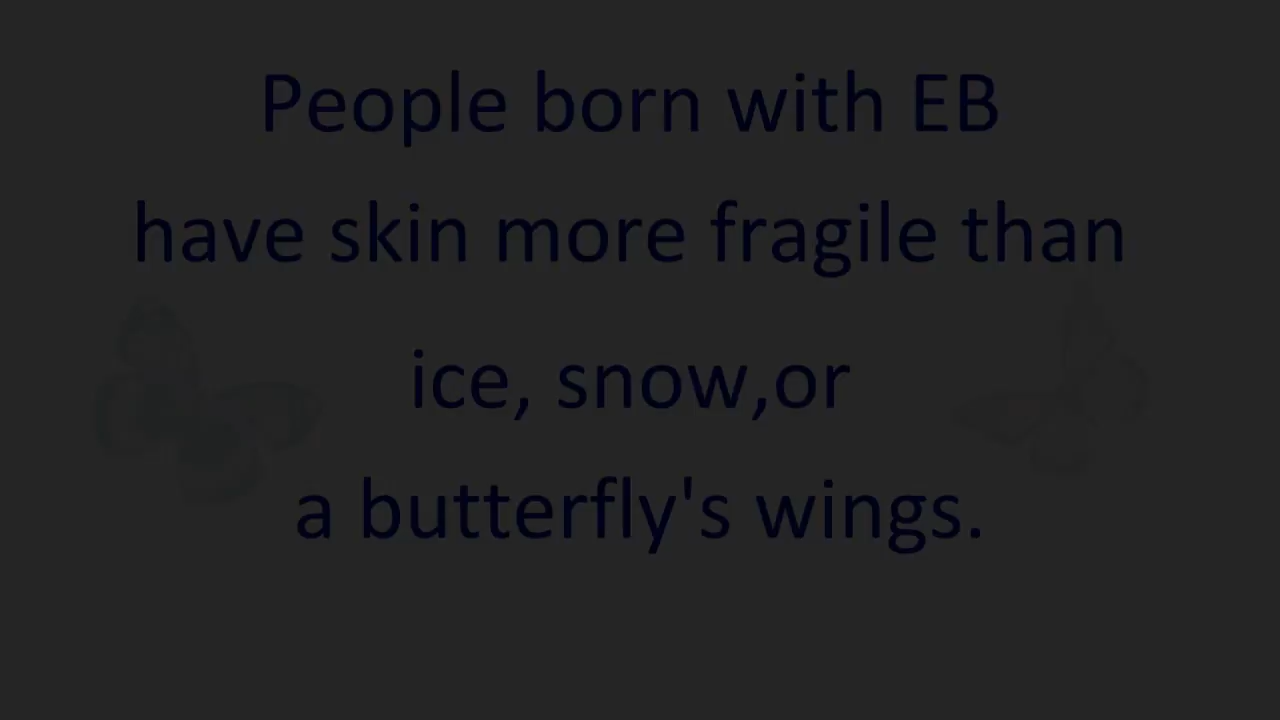 People born with EB
have skin more fragile than
ice, snow,or
a butterfly's wings.